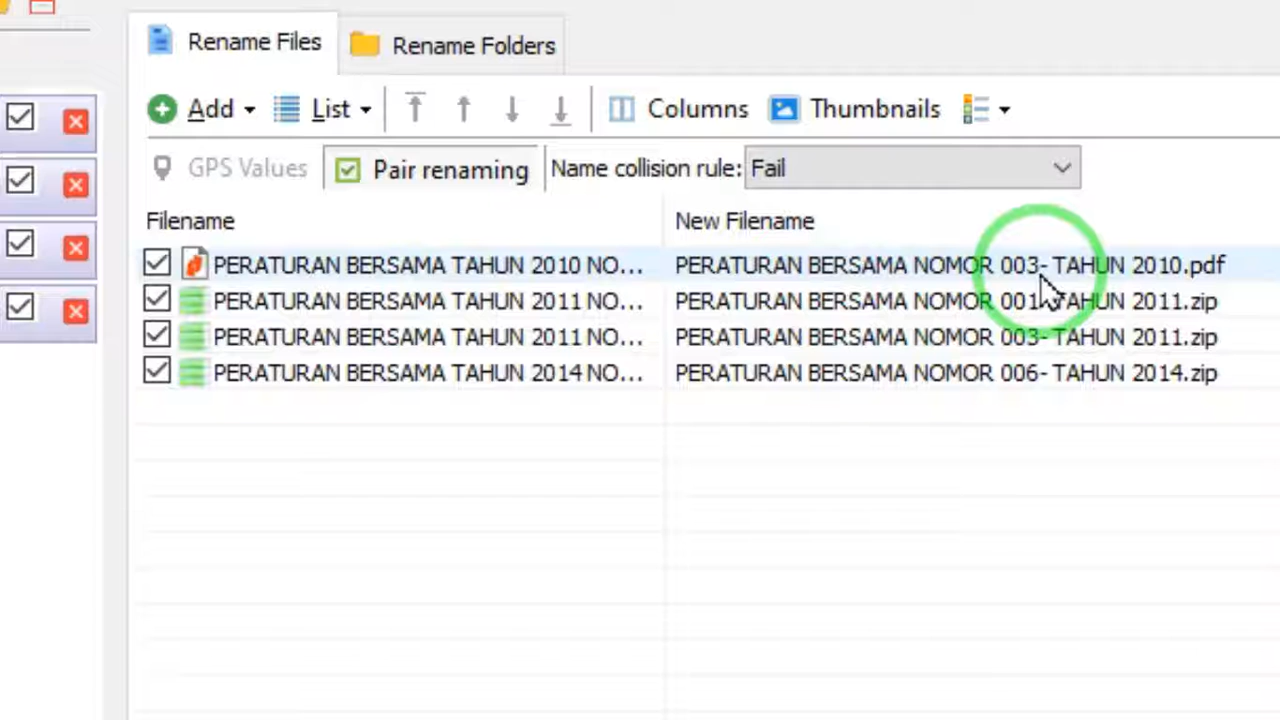 Rename Files Rename Folders
Add List Columns Thumbnails
GPS Values Pair renaming Name collision rule: Fail
Filename New Filename
PERATURAN BERSAMA TAHUN 2010 NO... PERATURAN BERSAMA NOMOR 003- TAHUN 2010.pdf
PERATURAN BERSAMA TAHUN 2011 NO... PERATURAN BERSAMA NOMOR 001- TAHUN 2011.zip
PERATURAN BERSAMA TAHUN 2011 NO... PERATURAN BERSAMA NOMOR 003- TAHUN 2011.zip
PERATURAN BERSAMA TAHUN 2014 NO... PERATURAN BERSAMA NOMOR 006- TAHUN 2014.zip